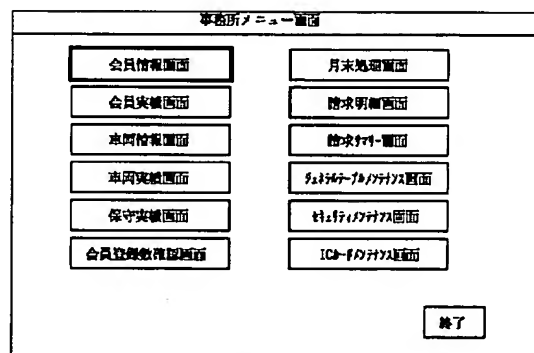 事務所メニュー画面
会員情報画面
会員実績画面
車両情報画面
車両実績画面
保守実績画面
会員登録数確認画面
月末処理画面
請求明細画面
請求ｻﾏﾘｰ画面
ｼﾞｪﾈﾗﾙﾃｰﾌﾞﾙﾒﾝﾃﾅﾝｽ画面
ｾｷｭﾘﾃｨﾒﾝﾃﾅﾝｽ画面
ICｶｰﾄﾞﾒﾝﾃﾅﾝｽ画面
終了